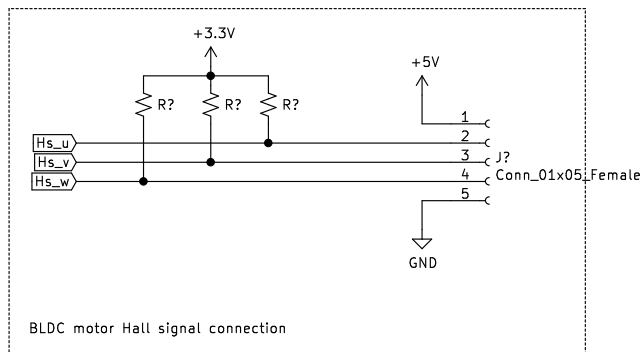 +3.3V
+5V
R?
R?
R?
1
Hs_u
2
Hs_v
3
J?
Hs_w
4
Conn_01x05_Female
5
GND
BLDC motor Hall signal connection